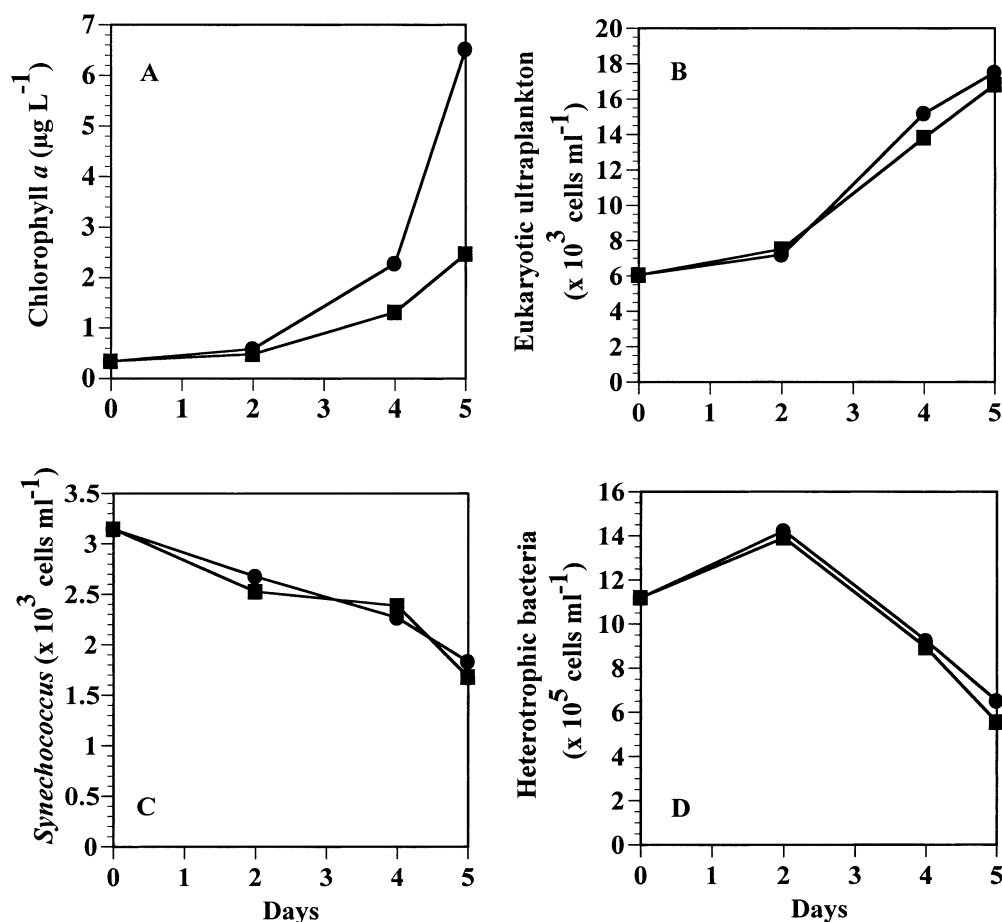 7
6
5
4
3
2
1
0
Chlorophyll a (µg L⁻¹)
A
0 1 2 3 4 5
20
18
16
14
12
10
8
6
4
2
0
Eukaryotic ultraplankton
(x 10³ cells ml⁻¹)
B
0 1 2 3 4 5
3.5
3
2.5
2
1.5
1
0.5
0
Synechococcus (x 10³ cells ml⁻¹)
C
0 1 2 3 4 5
Days
16
14
12
10
8
6
4
2
0
Heterotrophic bacteria
(x 10⁵ cells ml⁻¹)
D
0 1 2 3 4 5
Days